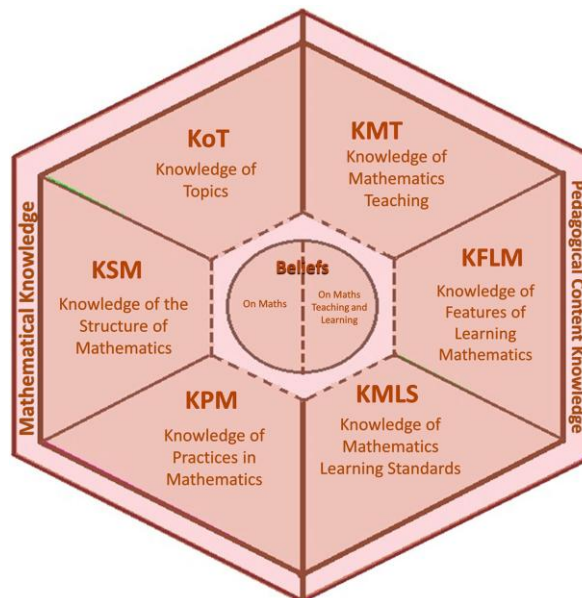 KoT
Knowledge of
Topics
KMT
Knowledge of
Mathematics
Teaching
KSM
Knowledge of the
Structure of
Mathematics
Beliefs
On Maths
On Maths
Teaching and
Learning
KFLM
Knowledge of
Features of
Learning
Mathematics
KPM
Knowledge of
Practices in
Mathematics
KMLS
Knowledge of
Mathematics
Learning Standards
Mathematical Knowledge
Pedagogical Content Knowledge